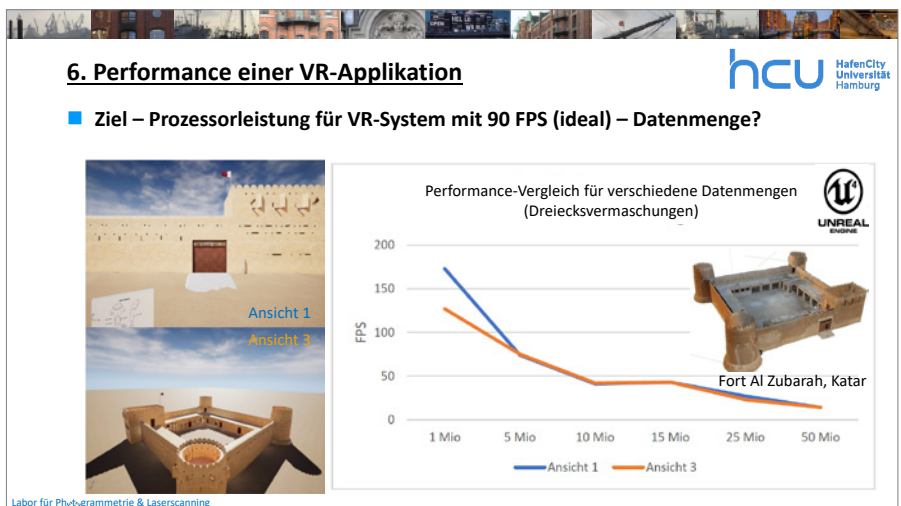 6. Performance einer VR-Applikation
hcu
HafenCity
Universität
Hamburg
Ziel – Prozessorleistung für VR-System mit 90 FPS (ideal) – Datenmenge?
Ansicht 1
Ansicht 3
Performance-Vergleich für verschiedene Datenmengen
(Dreiecksvermaschungen)
UNREAL
ENGINE
200
150
100
50
0
FPS
Fort Al Zubarah, Katar
1 Mio 5 Mio 10 Mio 15 Mio 25 Mio 50 Mio
Ansicht 1 Ansicht 3
Labor für Photogrammetrie & Laserscanning